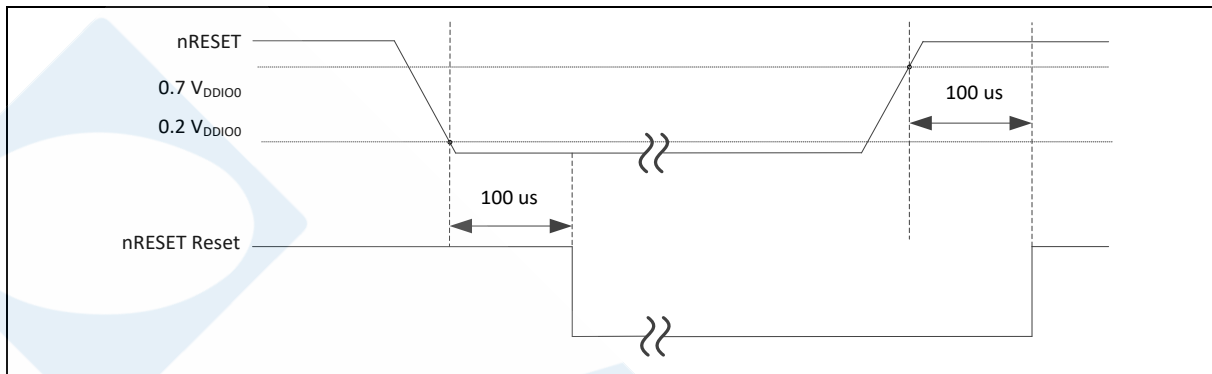 nRESET
0.7 VDDIO0
100 us
0.2 VDDIO0
100 us
nRESET Reset